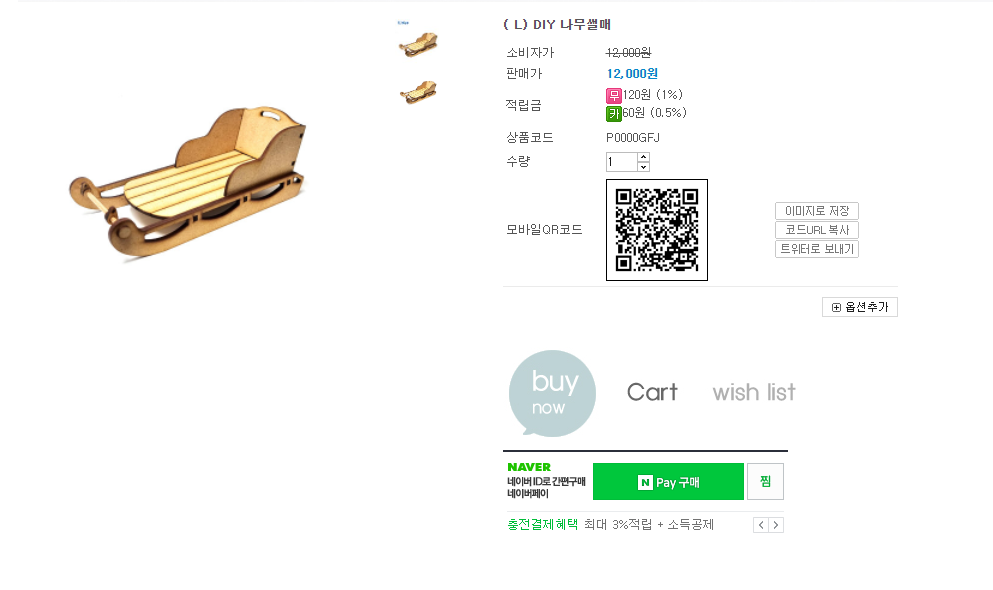 ( L) DIY 나무썰매
소비자가 12,000원
판매가 12,000원
적립금 무 120원 (1%)
카 60원 (0.5%)
상품코드 P0000GFJ
수량 1
모바일QR코드
이미지로 저장
코드URL 복사
트위터로 보내기
옵션추가
buy
now
Cart
wish list
NAVER
네이버 ID로 간편구매
네이버페이
N Pay 구매
찜
충전결제혜택 최대 3%적립 + 소득공제